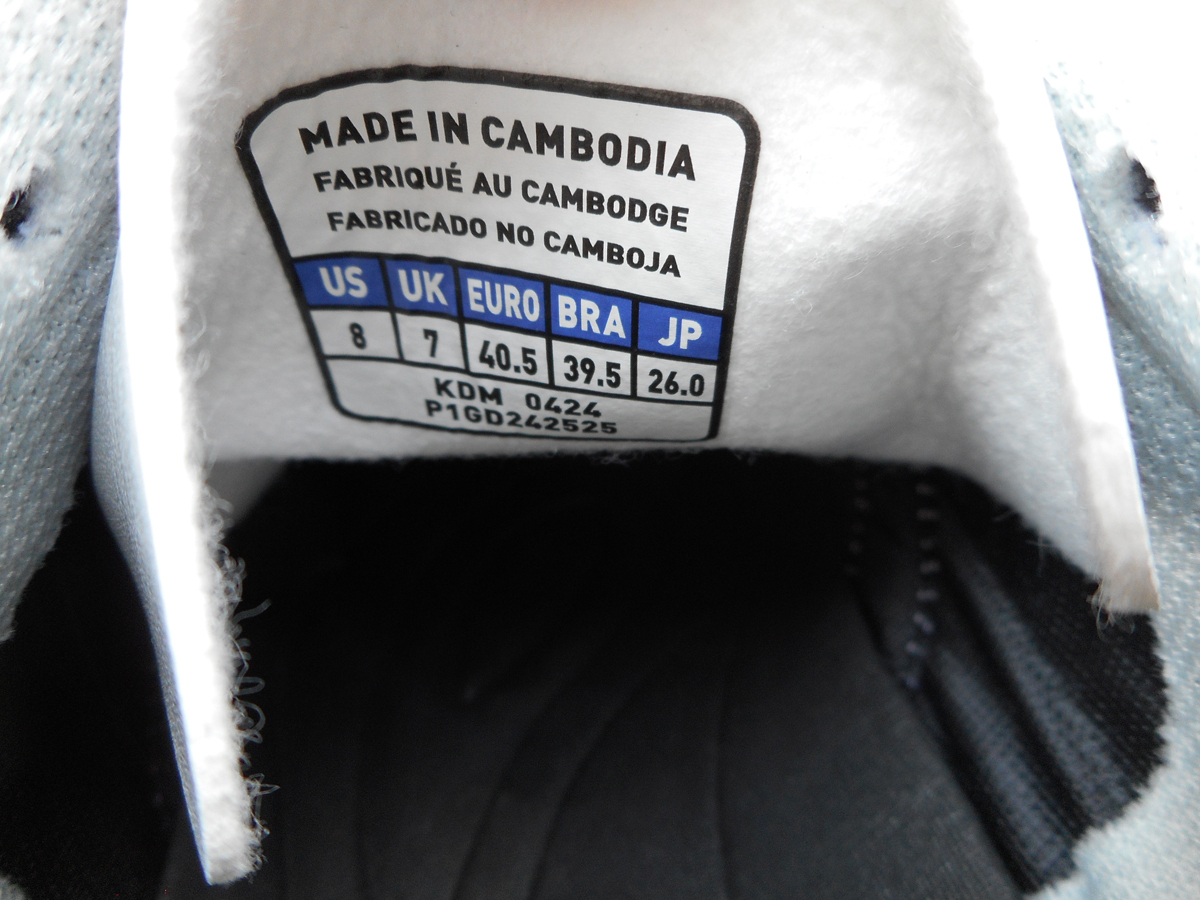 MADE IN CAMBODIA
FABRIQUÉ AU CAMBODGE
FABRICADO NO CAMBOJA
US UK EURO BRA JP
8 7 40.5 39.5 26.0
KDM 0424
P1GD242525